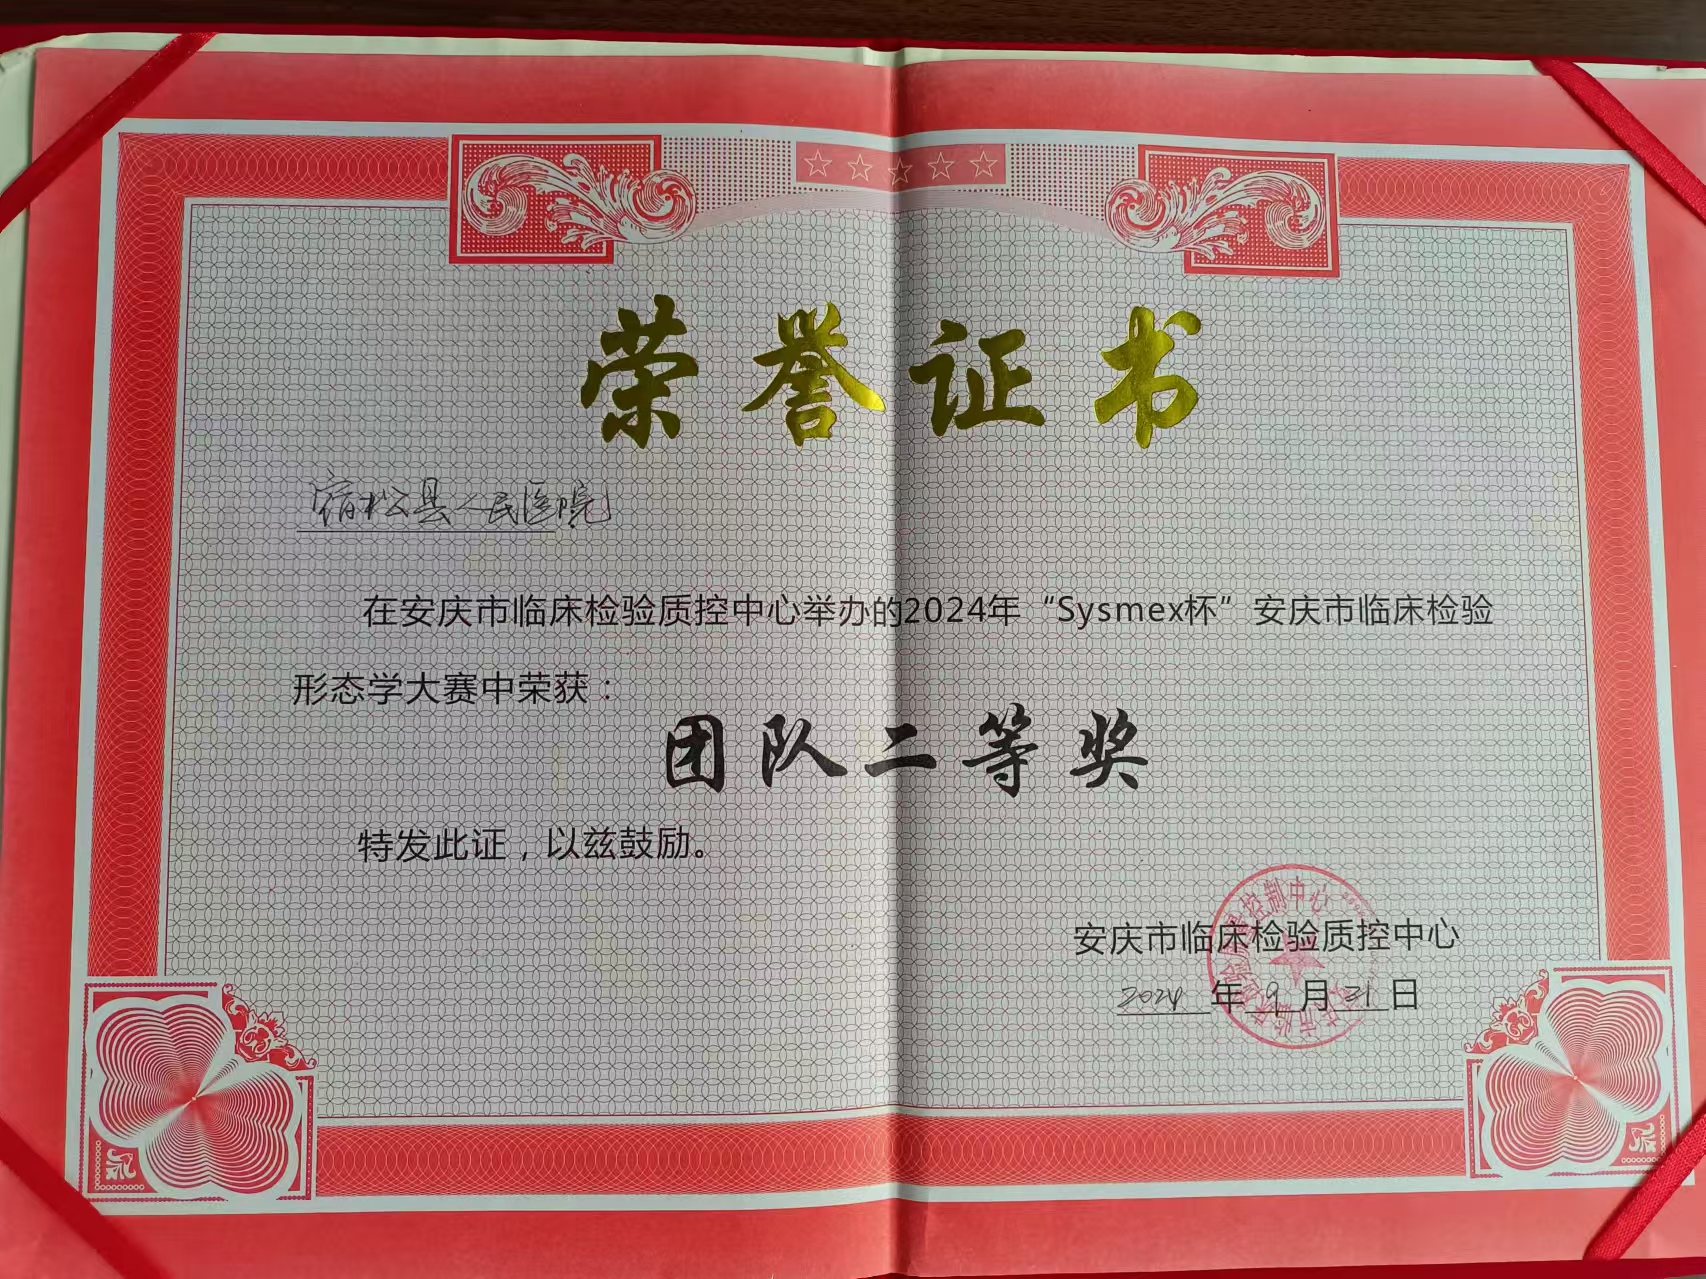 荣誉证书
宿松县人民医院
在安庆市临床检验质控中心举办的2024年“Sysmex杯”安庆市临床检验
形态学大赛中荣获：
团队二等奖
特发此证，以兹鼓励。
安庆市临床检验质控中心
2024年9月21日